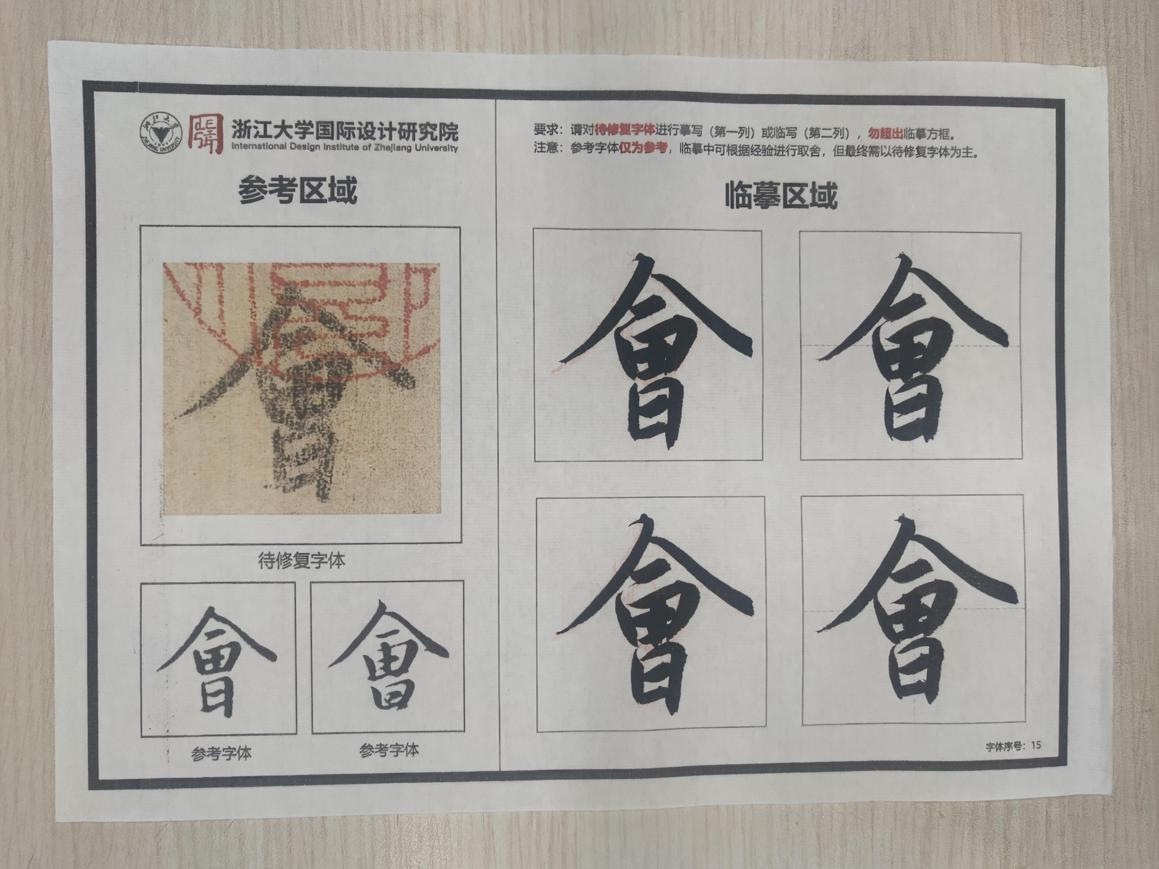 浙江大学国际设计研究院
International Design Institute of Zhejiang University
参考区域
會
待修复字体
會
會
参考字体
参考字体
要求：请对待修复字体进行摹写（第一列）或临写（第二列），勿超出临摹方框。
注意：参考字体仅为参考，临摹中可根据经验进行取舍，但最终需以待修复字体为主。
临摹区域
會
會
會
會
字体序号：15